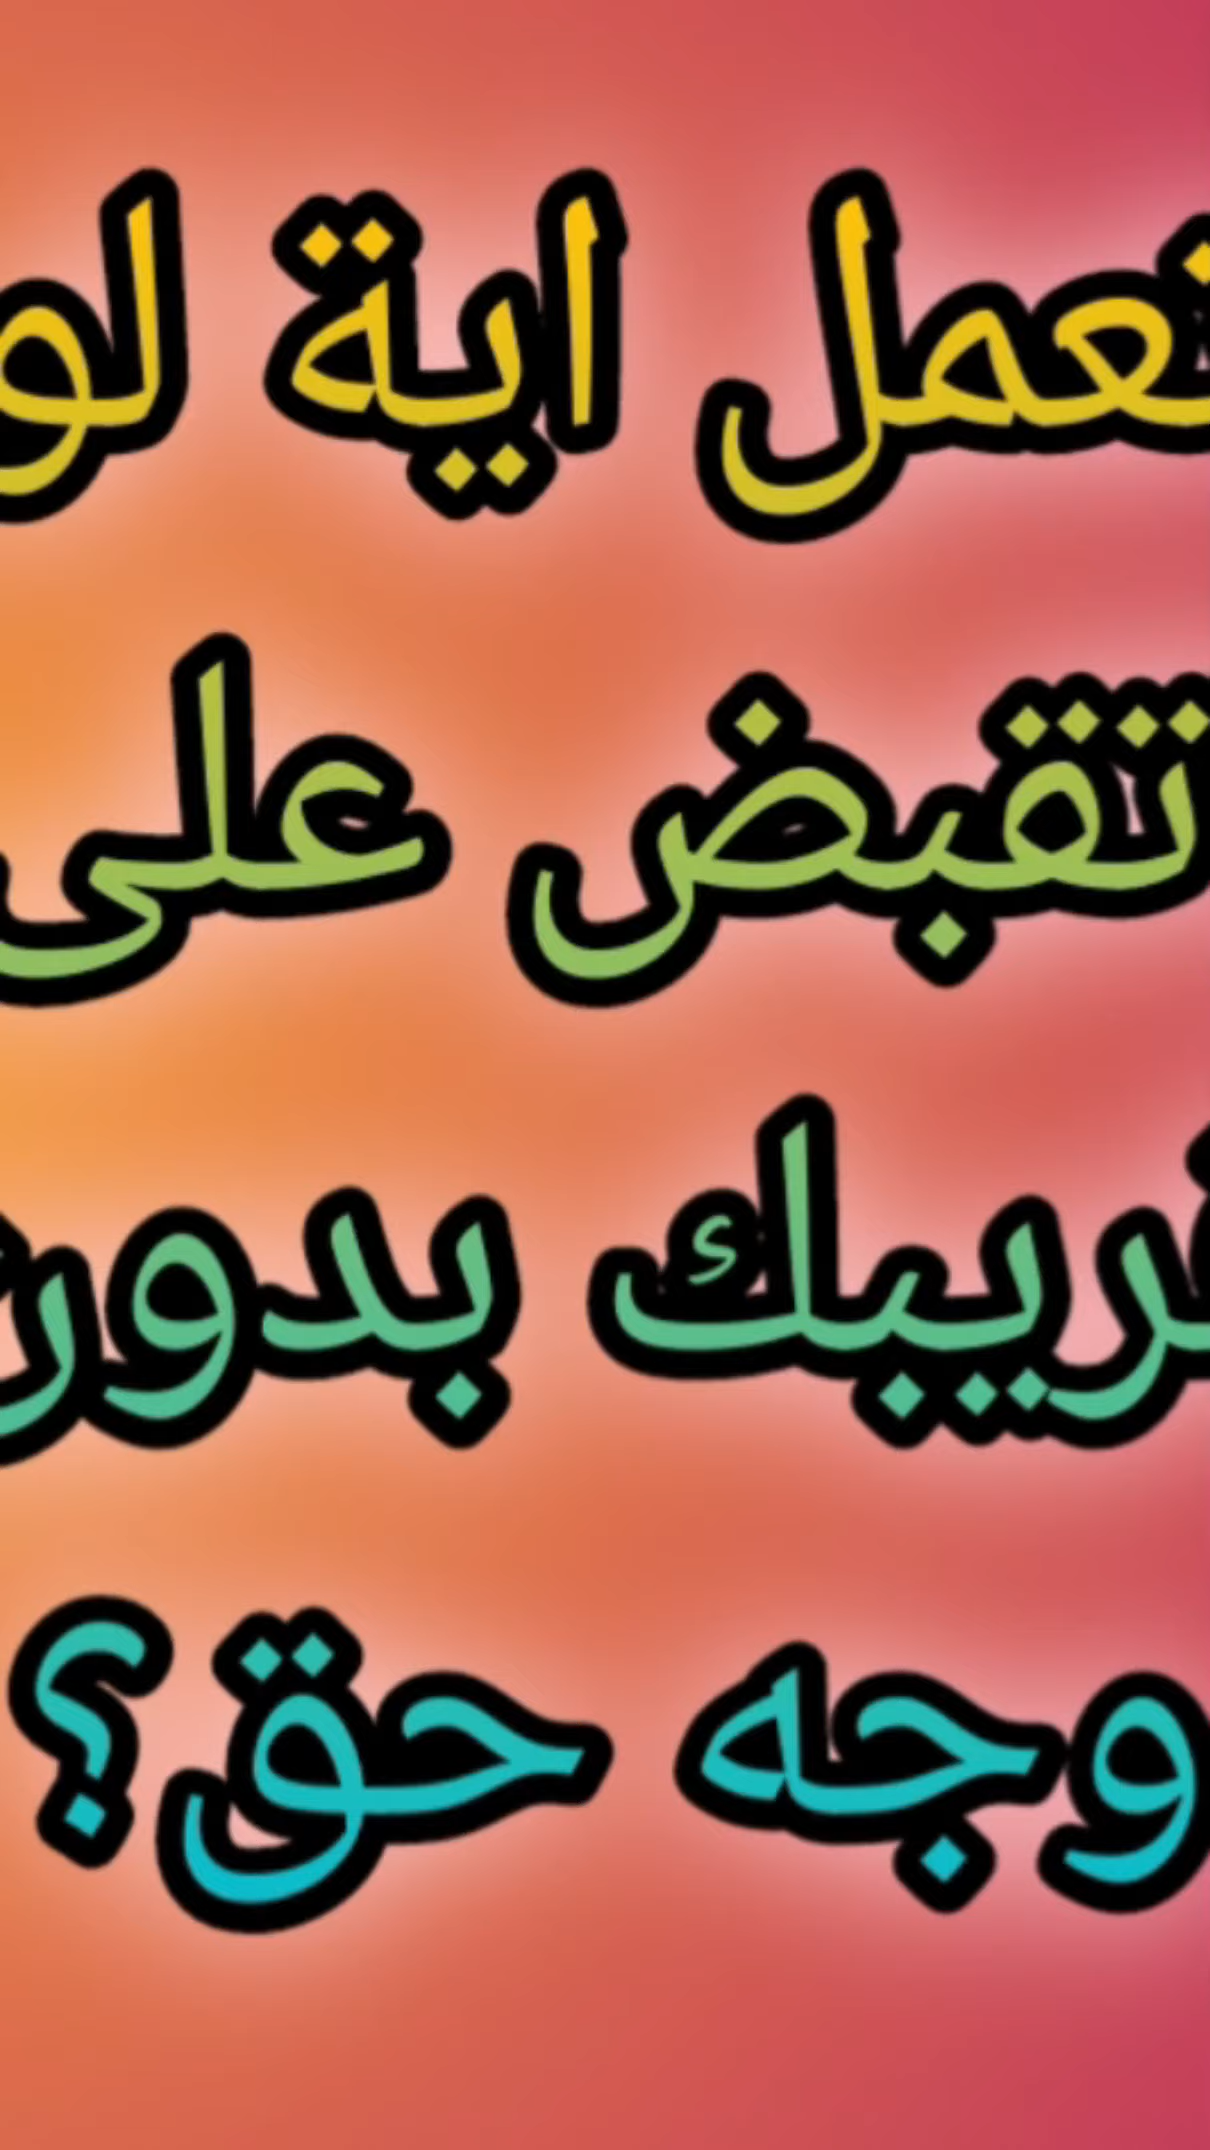 تعمل اية لو
تقبض على
قريبك بدون
وجه حق؟